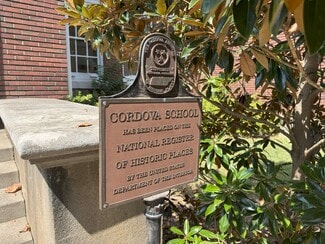 CORDOVA SCHOOL
HAS BEEN PLACED ON THE
NATIONAL REGISTER
OF HISTORIC PLACES
BY THE UNITED STATES
DEPARTMENT OF THE INTERIOR